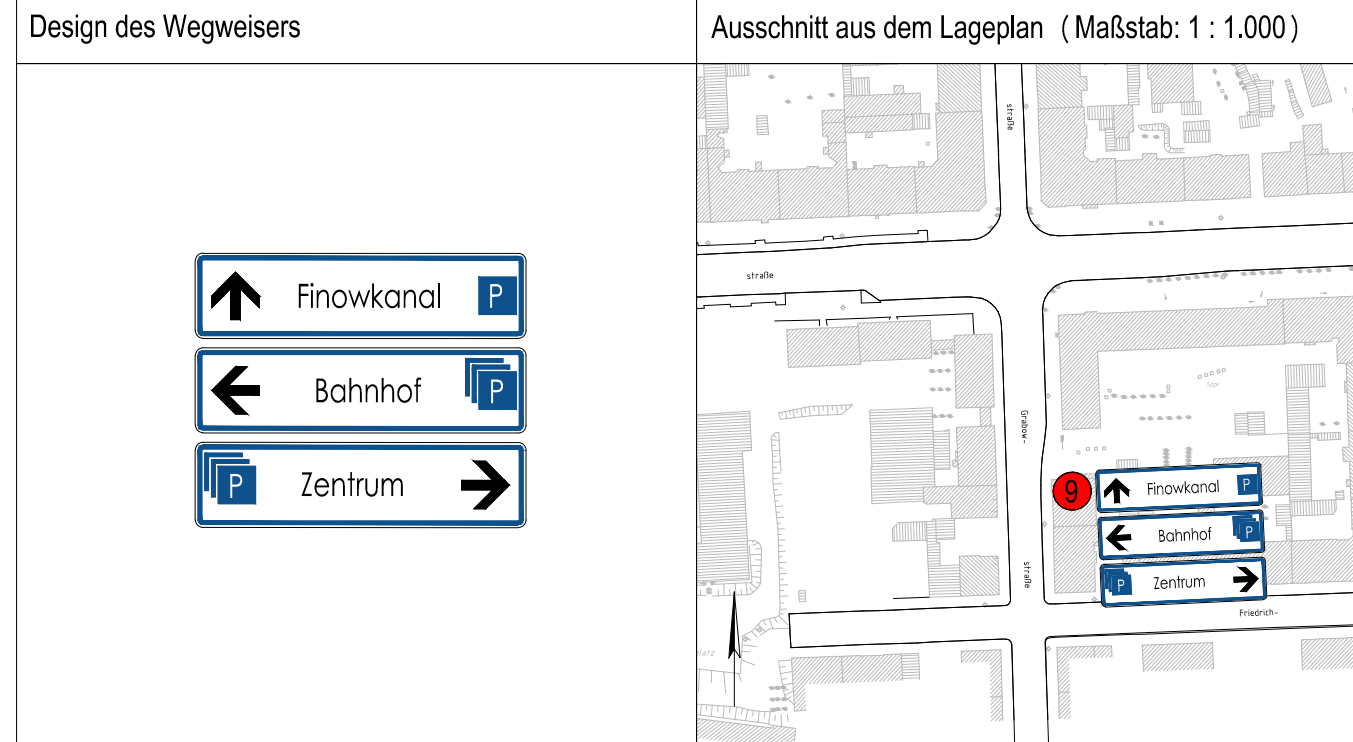 Design des Wegweisers
Ausschnitt aus dem Lageplan (Maßstab: 1 : 1.000)
Finowkanal P
Bahnhof P
P Zentrum
straße
straße
Grabow-
straße
9
Finowkanal P
Bahnhof P
P Zentrum
Friedrich-